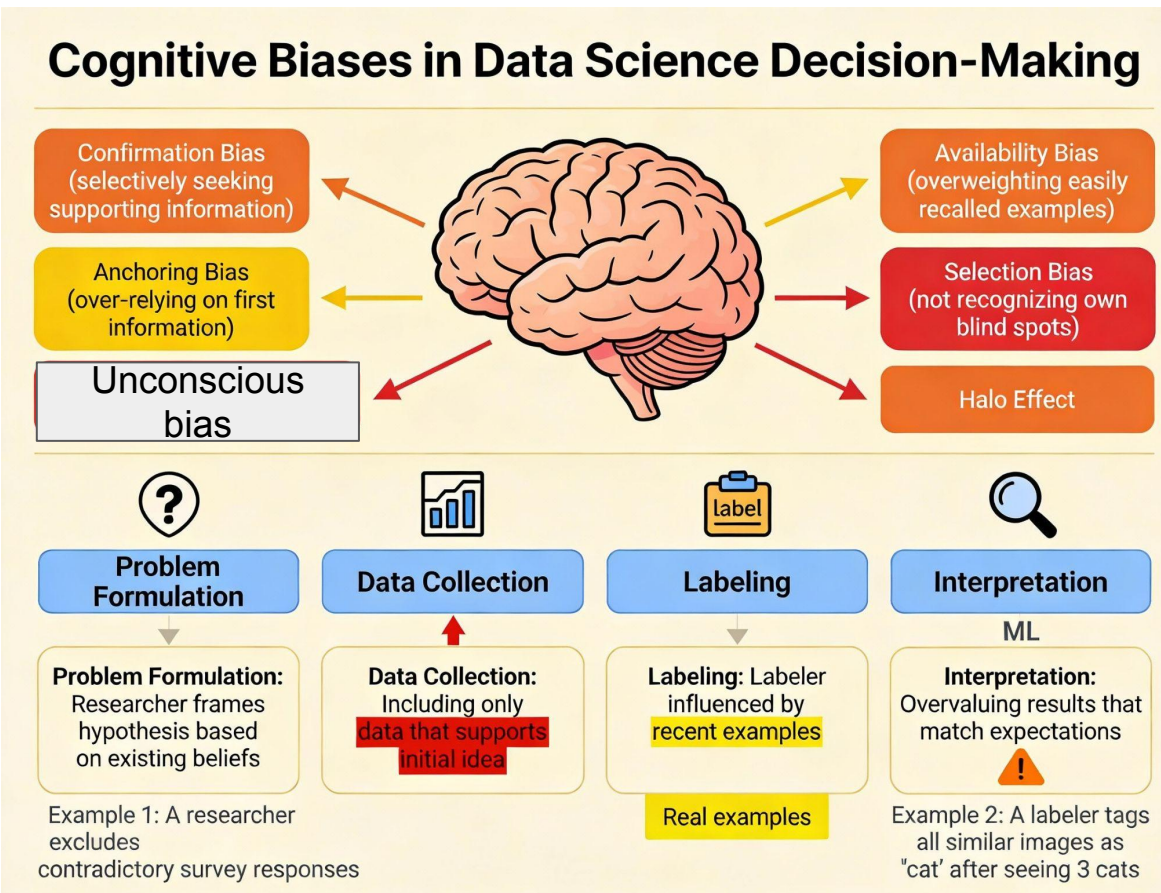 Cognitive Biases in Data Science Decision-Making
Confirmation Bias
(selectively seeking
supporting information)
Anchoring Bias
(over-relying on first
information)
Unconscious
bias
Availability Bias
(overweighting easily
recalled examples)
Selection Bias
(not recognizing own
blind spots)
Halo Effect
?
label
Problem
Formulation
Data Collection
Labeling
Interpretation
ML
Problem Formulation:
Researcher frames
hypothesis based
on existing beliefs
Data Collection:
Including only
data that supports
initial idea
Labeling: Labeler
influenced by
recent examples
Interpretation:
Overvaluing results that
match expectations
!
Example 1: A researcher
excludes
contradictory survey responses
Real examples
Example 2: A labeler tags
all similar images as
"cat' after seeing 3 cats